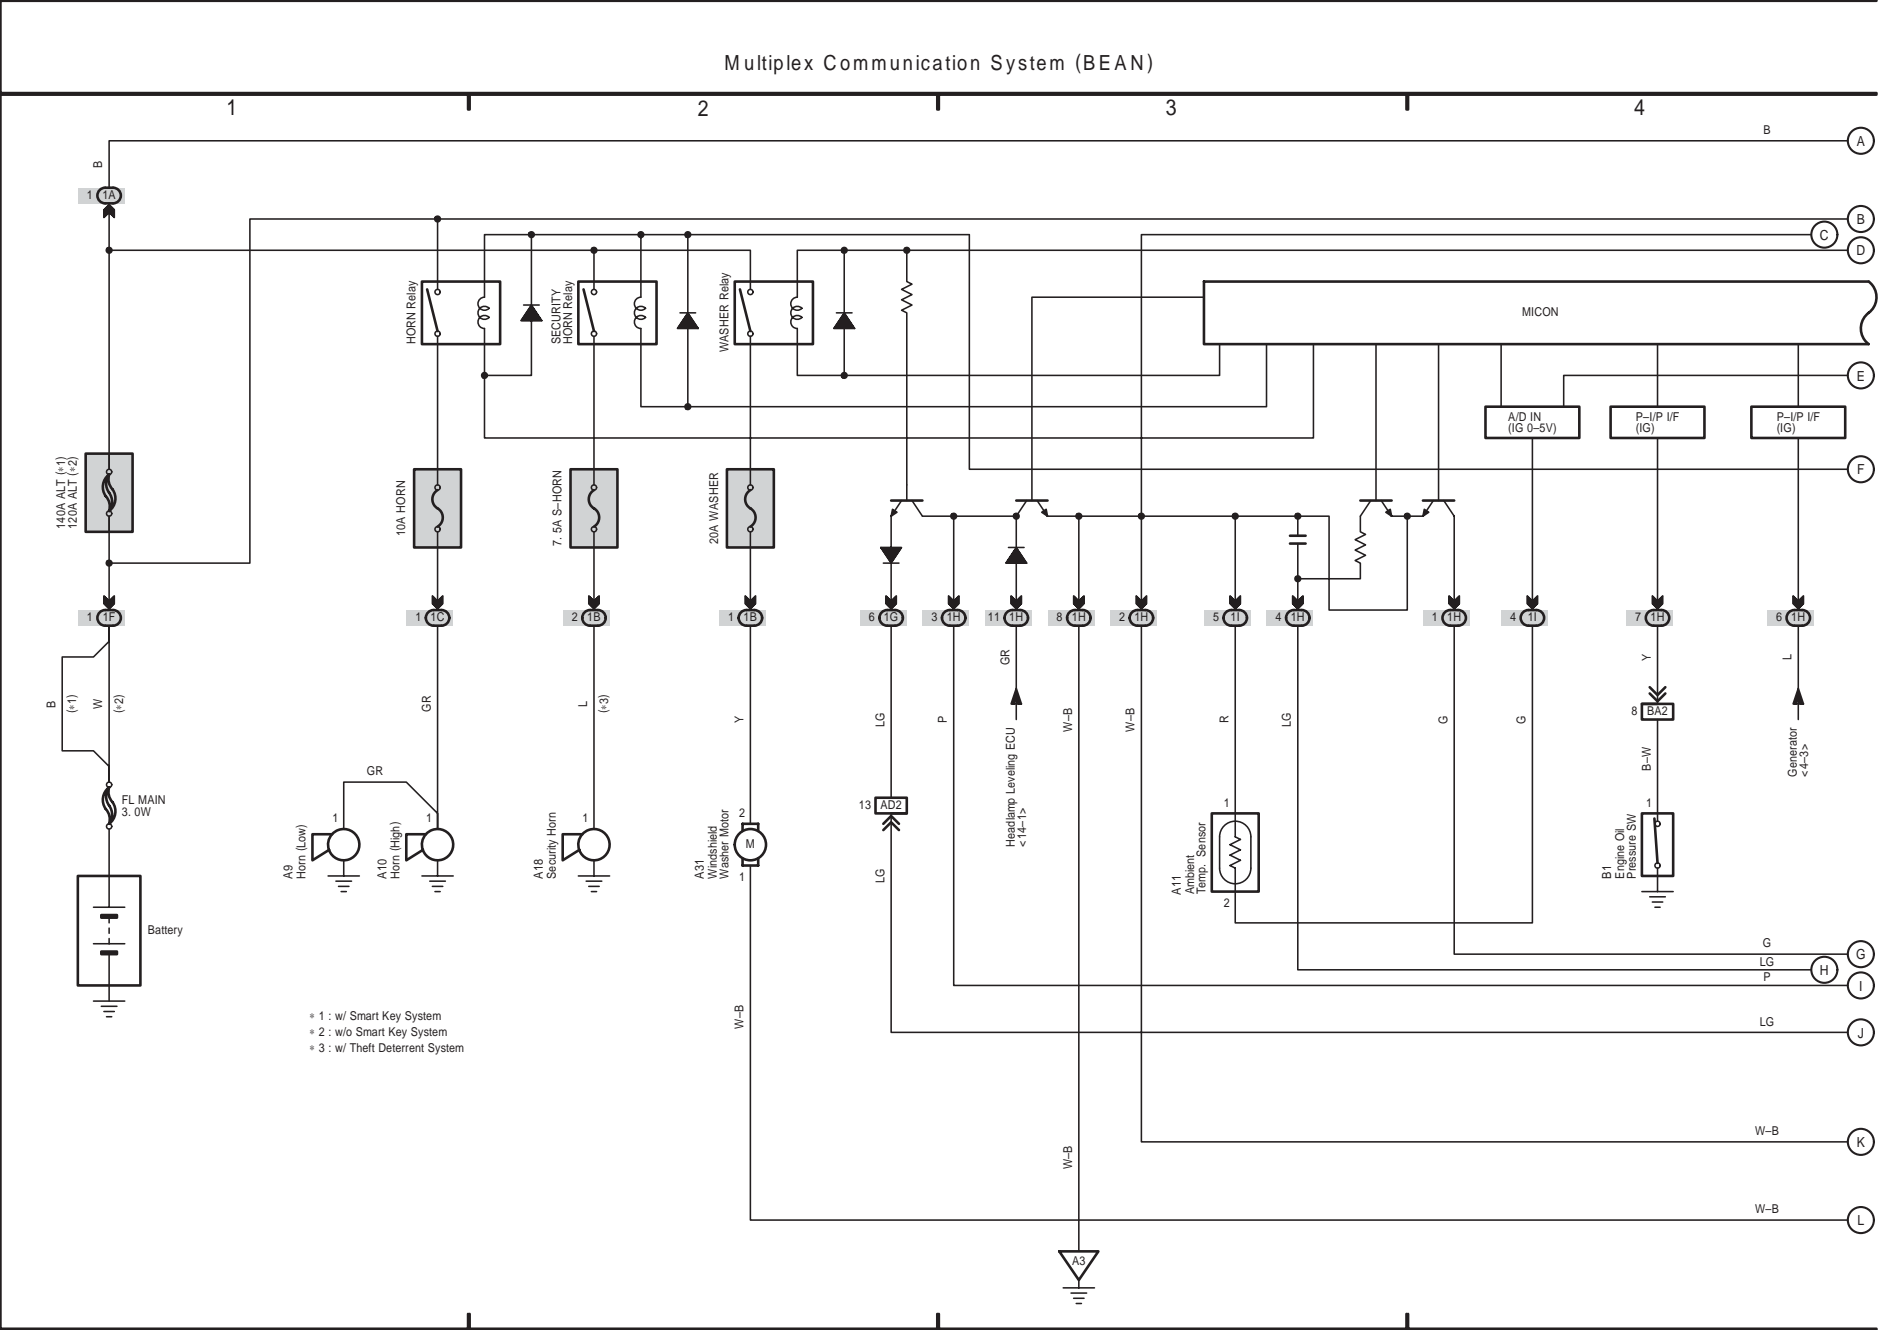 Multiplex Communication System (BEAN)
1
2
3
4
B
A
B
1 1A
B
C
D
HORN Relay
SECURITY
HORN Relay
WASHER Relay
MICON
E
A/D IN
(IG 0–5V)
P–I/P I/F
(IG)
P–I/P I/F
(IG)
F
140A ALT (∗1)
120A ALT (∗2)
10A HORN
7. 5A S–HORN
20A WASHER
1 1F
1 1C
2 1B
1 1B
6 1G
3 1H
11 1H
8 1H
2 1H
5 1I
4 1H
1 1H
4 1I
7 1H
6 1H
B
(∗1)
W
(∗2)
GR
L
(∗3)
Y
LG
P
GR
W–B
W–B
R
LG
G
G
Y
L
8 BA2
B–W
Headlamp Leveling ECU
<14–1>
Generator
<4–3>
GR
FL MAIN
3. 0W
13 AD2
LG
1
A9
Horn (Low)
1
A10
Horn (High)
1
A18
Security Horn
2
M
1
A31
Windshield
Washer Motor
1
2
A11
Ambient
Temp. Sensor
1
B1
Engine Oil
Pressure SW
Battery
G
G
LG
H
P
I
W–B
∗ 1 : w/ Smart Key System
∗ 2 : w/o Smart Key System
∗ 3 : w/ Theft Deterrent System
LG
J
W–B
W–B
K
W–B
L
A3